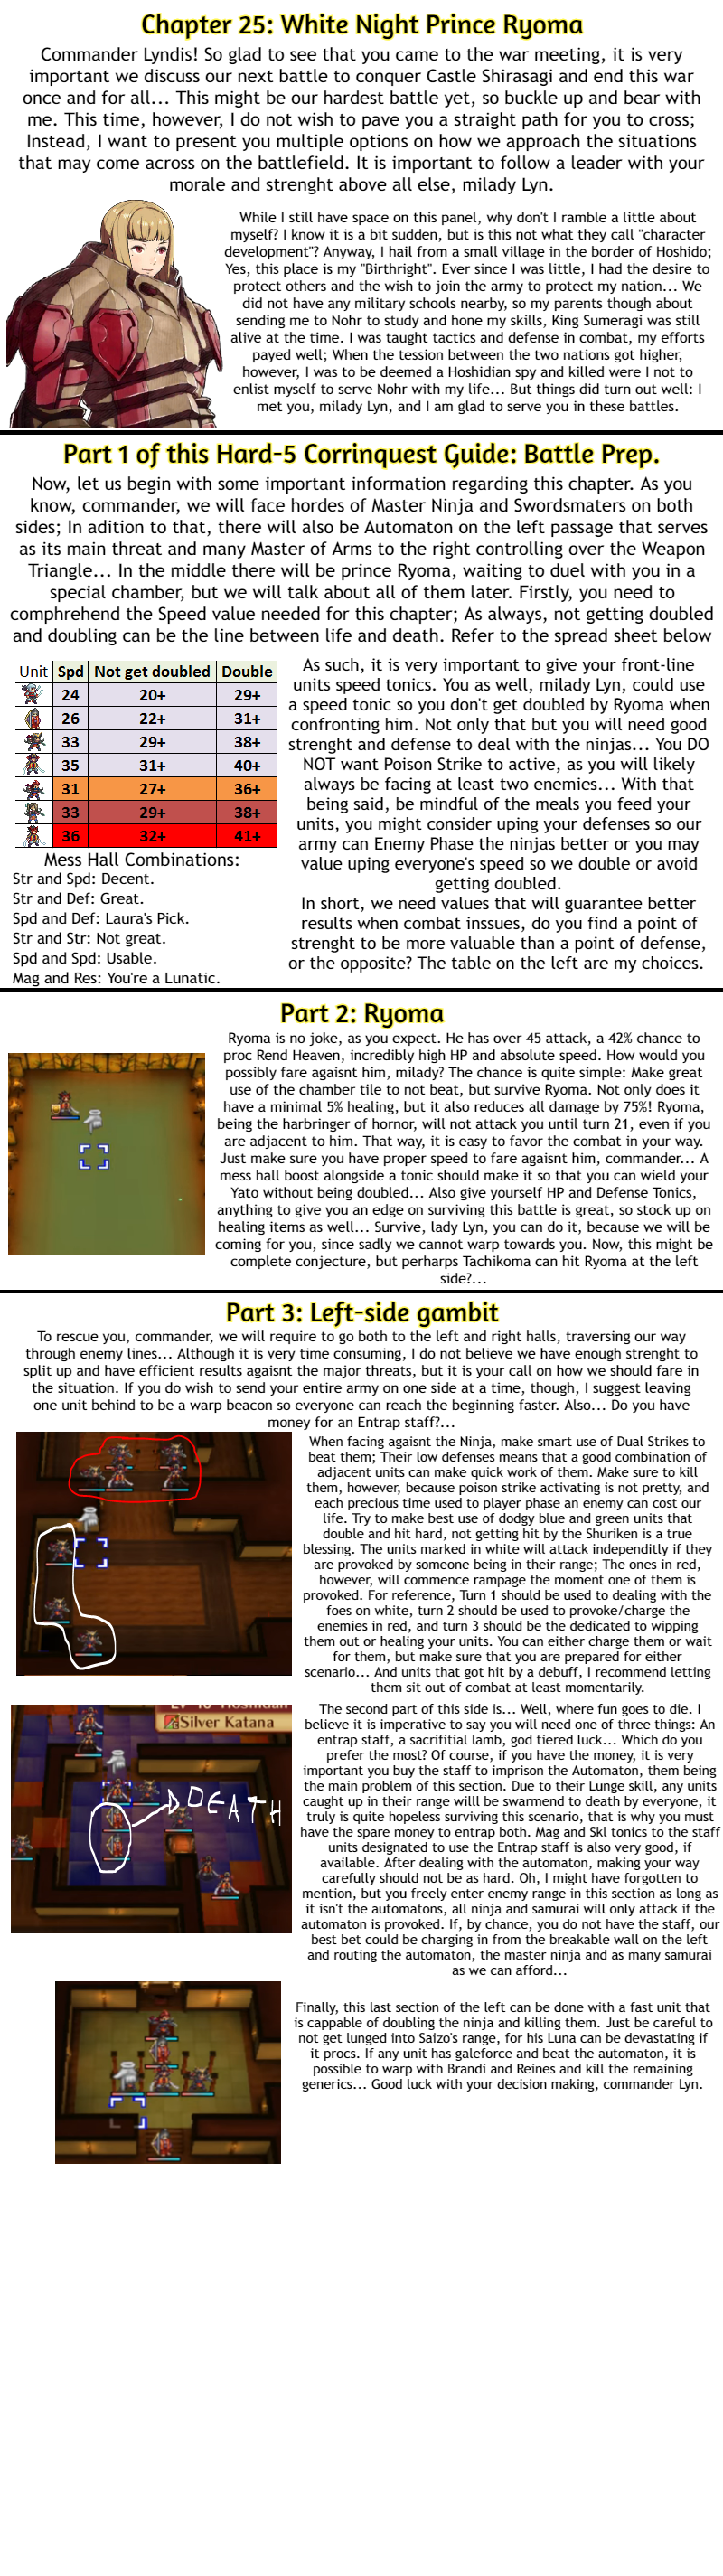 Chapter 25: White Night Prince Ryoma
Commander Lyndis! So glad to see that you came to the war meeting, it is very
important we discuss our next battle to conquer Castle Shirasagi and end this war
once and for all... This might be our hardest battle yet, so buckle up and bear with
me. This time, however, I do not wish to pave you a straight path for you to cross;
Instead, I want to present you multiple options on how we approach the situations
that may come across on the battlefield. It is important to follow a leader with your
morale and strenght above all else, milady Lyn.
While I still have space on this panel, why don't I ramble a little about
myself? I know it is a bit sudden, but is this not what they call "character
development"? Anyway, I hail from a small village in the border of Hoshido;
Yes, this place is my "Birthright". Ever since I was little, I had the desire to
protect others and the wish to join the army to protect my nation... We
did not have any military schools nearby, so my parents though about
sending me to Nohr to study and hone my skills, King Sumeragi was still
alive at the time. I was taught tactics and defense in combat, my efforts
payed well; When the tession between the two nations got higher,
however, I was to be deemed a Hoshidian spy and killed were I not to
enlist myself to serve Nohr with my life... But things did turn out well: I
met you, milady Lyn, and I am glad to serve you in these battles.
Part 1 of this Hard-5 Corrinquest Guide: Battle Prep.
Now, let us begin with some important information regarding this chapter. As you
know, commander, we will face hordes of Master Ninja and Swordsmaters on both
sides; In adition to that, there will also be Automaton on the left passage that serves
as its main threat and many Master of Arms to the right controlling over the Weapon
Triangle... In the middle there will be prince Ryoma, waiting to duel with you in a
special chamber, but we will talk about all of them later. Firstly, you need to
comphrehend the Speed value needed for this chapter; As always, not getting doubled
and doubling can be the line between life and death. Refer to the spread sheet below
Unit Spd Not get doubled Double
24 20+ 29+
26 22+ 31+
33 29+ 38+
35 31+ 40+
31 27+ 36+
33 29+ 38+
36 32+ 41+
Mess Hall Combinations:
Str and Spd: Decent.
Str and Def: Great.
Spd and Def: Laura's Pick.
Str and Str: Not great.
Spd and Spd: Usable.
Mag and Res: You're a Lunatic.
As such, it is very important to give your front-line
units speed tonics. You as well, milady Lyn, could use
a speed tonic so you don't get doubled by Ryoma when
confronting him. Not only that but you will need good
strenght and defense to deal with the ninjas... You DO
NOT want Poison Strike to active, as you will likely
always be facing at least two enemies... With that
being said, be mindful of the meals you feed your
units, you might consider uping your defenses so our
army can Enemy Phase the ninjas better or you may
value uping everyone's speed so we double or avoid
getting doubled.
In short, we need values that will guarantee better
results when combat inssues, do you find a point of
strenght to be more valuable than a point of defense,
or the opposite? The table on the left are my choices.
Part 2: Ryoma
Ryoma is no joke, as you expect. He has over 45 attack, a 42% chance to
proc Rend Heaven, incredibly high HP and absolute speed. How would you
possibly fare agaisnt him, milady? The chance is quite simple: Make great
use of the chamber tile to not beat, but survive Ryoma. Not only does it
have a minimal 5% healing, but it also reduces all damage by 75%! Ryoma,
being the harbringer of hornor, will not attack you until turn 21, even if you
are adjacent to him. That way, it is easy to favor the combat in your way.
Just make sure you have proper speed to fare agaisnt him, commander... A
mess hall boost alongside a tonic should make it so that you can wield your
Yato without being doubled... Also give yourself HP and Defense Tonics,
anything to give you an edge on surviving this battle is great, so stock up on
healing items as well... Survive, lady Lyn, you can do it, because we will be
coming for you, since sadly we cannot warp towards you. Now, this might be
complete conjecture, but perharps Tachikoma can hit Ryoma at the left
side?...
Part 3: Left-side gambit
To rescue you, commander, we will require to go both to the left and right halls, traversing our way
through enemy lines... Although it is very time consuming, I do not believe we have enough strenght to
split up and have efficient results agaisnt the major threats, but it is your call on how we should fare in
the situation. If you do wish to send your entire army on one side at a time, though, I suggest leaving
one unit behind to be a warp beacon so everyone can reach the beginning faster. Also... Do you have
money for an Entrap staff?...
When facing agaisnt the Ninja, make smart use of Dual Strikes to
beat them; Their low defenses means that a good combination of
adjacent units can make quick work of them. Make sure to kill
them, however, because poison strike activating is not pretty, and
each precious time used to player phase an enemy can cost our
life. Try to make best use of dodgy blue and green units that
double and hit hard, not getting hit by the Shuriken is a true
blessing. The units marked in white will attack independitly if they
are provoked by someone being in their range; The ones in red,
however, will commence rampage the moment one of them is
provoked. For reference, Turn 1 should be used to dealing with the
foes on white, turn 2 should be used to provoke/charge the
enemies in red, and turn 3 should be the dedicated to wipping
them out or healing your units. You can either charge them or wait
for them, but make sure that you are prepared for either
scenario... And units that got hit by a debuff, I recommend letting
them sit out of combat at least momentarily.
Silver Katana
DDEATH
The second part of this side is... Well, where fun goes to die. I
believe it is imperative to say you will need one of three things: An
entrap staff, a sacrifitial lamb, god tiered luck... Which do you
prefer the most? Of course, if you have the money, it is very
important you buy the staff to imprison the Automaton, them being
the main problem of this section. Due to their Lunge skill, any units
caught up in their range willl be swarmend to death by everyone, it
truly is quite hopeless surviving this scenario, that is why you must
have the spare money to entrap both. Mag and Skl tonics to the staff
units designated to use the Entrap staff is also very good, if
available. After dealing with the automaton, making your way
carefully should not be as hard. Oh, I might have forgotten to
mention, but you freely enter enemy range in this section as long as
it isn't the automatons, all ninja and samurai will only attack if the
automaton is provoked. If, by chance, you do not have the staff, our
best bet could be charging in from the breakable wall on the left
and routing the automaton, the master ninja and as many samurai
as we can afford...
Finally, this last section of the left can be done with a fast unit that
is cappable of doubling the ninja and killing them. Just be careful to
not get lunged into Saizo's range, for his Luna can be devastating if
it procs. If any unit has galeforce and beat the automaton, it is
possible to warp with Brandi and Reines and kill the remaining
generics... Good luck with your decision making, commander Lyn.